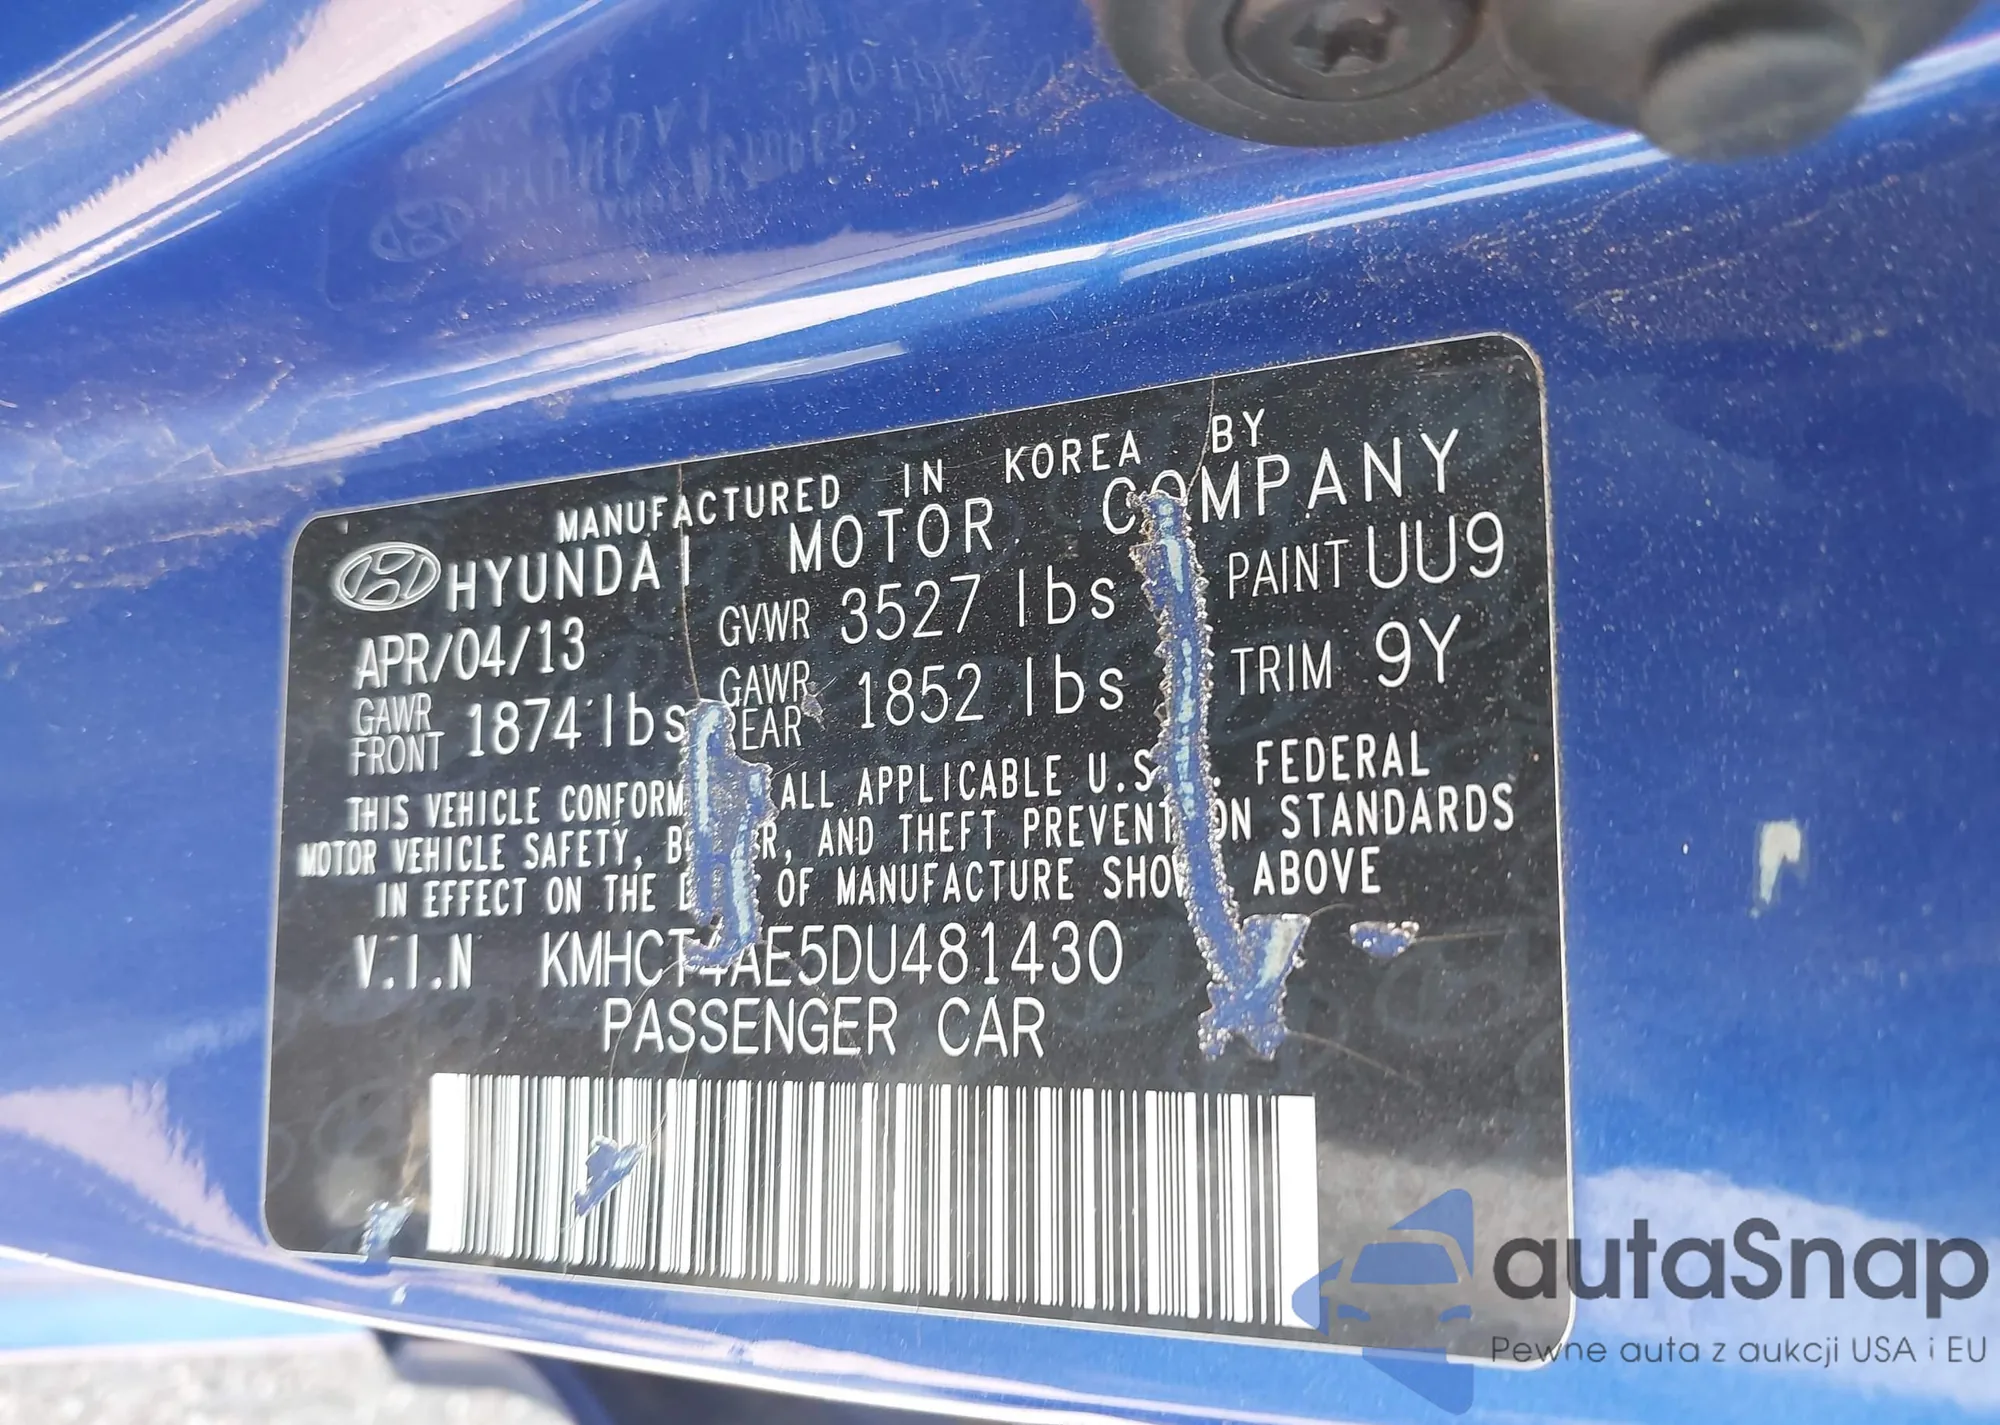 MANUFACTURED IN KOREA BY
HYUNDAI MOTOR COMPANY
APR/04/13 GVWR 3527 lbs PAINT UU9
GAWR FRONT 1874 lbs GAWR REAR 1852 lbs TRIM 9Y
THIS VEHICLE CONFORM ALL APPLICABLE U.S. FEDERAL
MOTOR VEHICLE SAFETY, AND THEFT PREVENTION STANDARDS
IN EFFECT ON THE OF MANUFACTURE SHOWN ABOVE
V.I.N KMHCT4AE5DU481430
PASSENGER CAR
autaSnap
Pewne auta z aukcji USA i EU